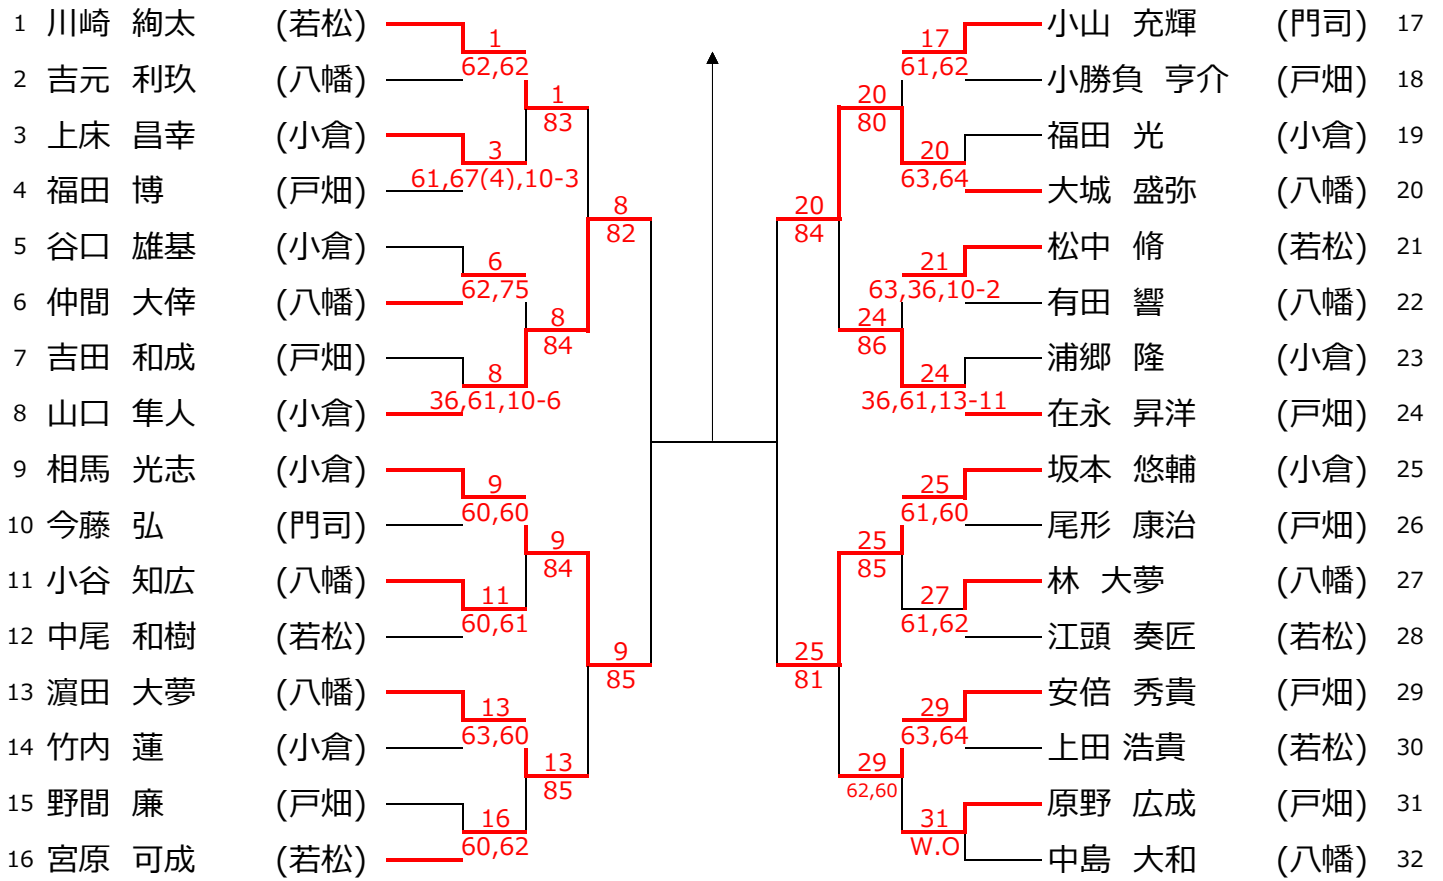 1 川崎 絢太 (若松)
2 吉元 利玖 (八幡)
3 上床 昌幸 (小倉)
4 福田 博 (戸畑)
5 谷口 雄基 (小倉)
6 仲間 大倖 (八幡)
7 吉田 和成 (戸畑)
8 山口 隼人 (小倉)
9 相馬 光志 (小倉)
10 今藤 弘 (門司)
11 小谷 知広 (八幡)
12 中尾 和樹 (若松)
13 濵田 大夢 (八幡)
14 竹内 蓮 (小倉)
15 野間 廉 (戸畑)
16 宮原 可成 (若松)
1
62,62
3
61,67(4),10-3
6
62,75
8
36,61,10-6
9
60,60
11
60,61
13
63,60
16
60,62
1
83
8
84
9
84
13
85
8
82
9
85
20
84
25
81
20
80
24
86
25
85
29
62,60
17
61,62
20
63,64
21
63,36,10-2
24
36,61,13-11
25
61,60
27
61,62
29
63,64
31
W.O
小山 充輝 (門司) 17
小勝負 亨介 (戸畑) 18
福田 光 (小倉) 19
大城 盛弥 (八幡) 20
松中 脩 (若松) 21
有田 響 (八幡) 22
浦郷 隆 (小倉) 23
在永 昇洋 (戸畑) 24
坂本 悠輔 (小倉) 25
尾形 康治 (戸畑) 26
林 大夢 (八幡) 27
江頭 奏匠 (若松) 28
安倍 秀貴 (戸畑) 29
上田 浩貴 (若松) 30
原野 広成 (戸畑) 31
中島 大和 (八幡) 32